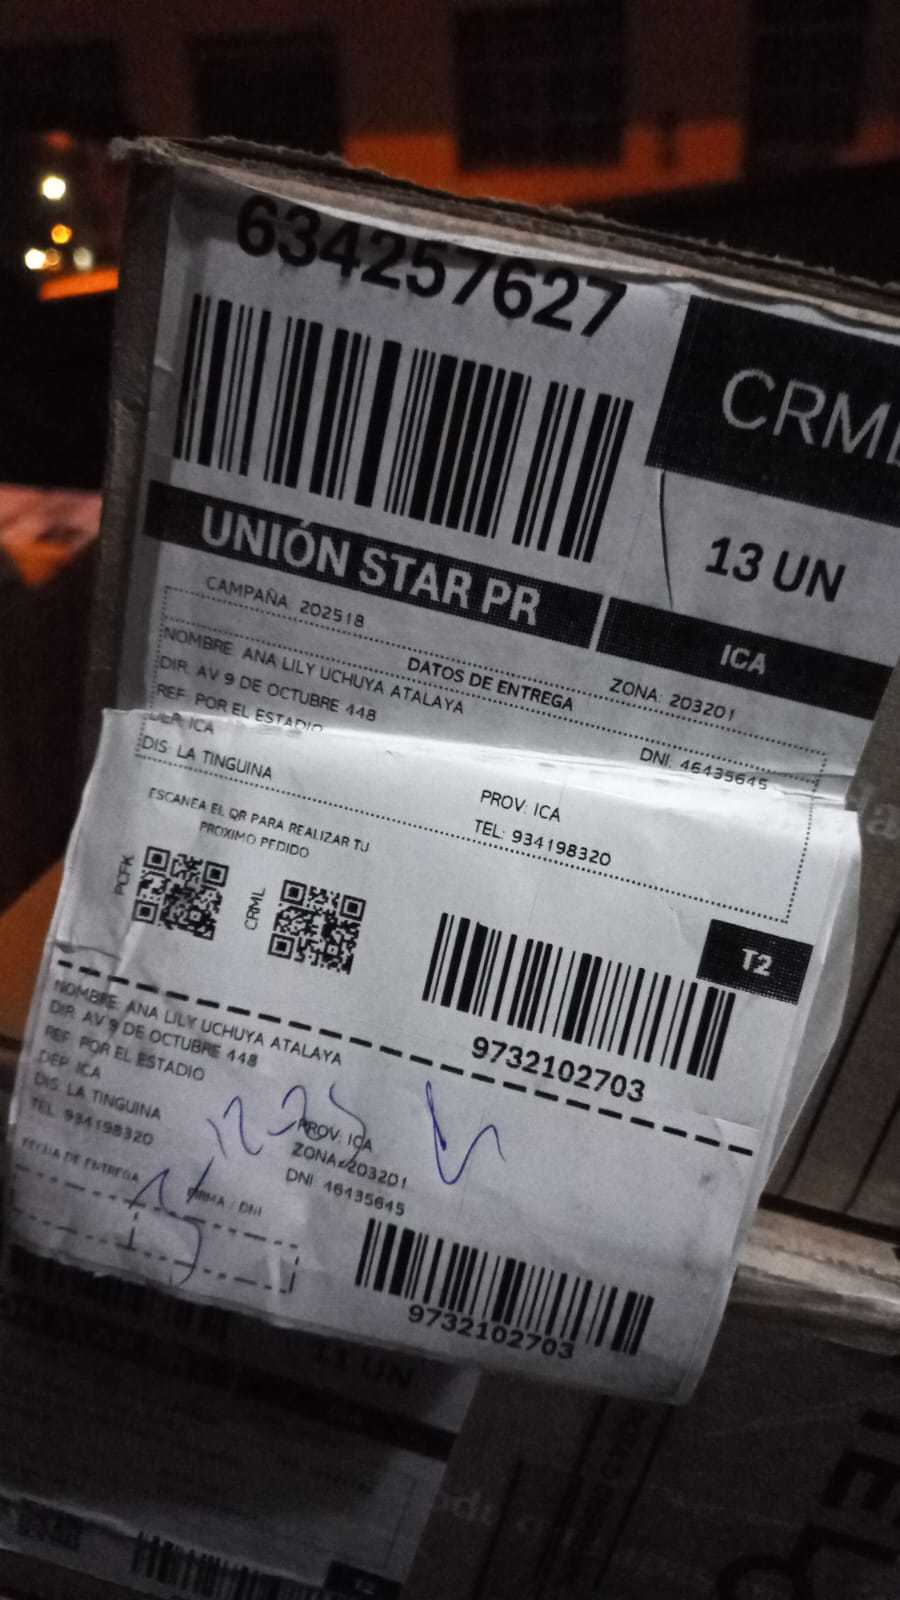 634257627
CRML
13 UN
UNIÓN STAR PR
ICA
CAMPAÑA: 202518
DATOS DE ENTREGA
ZONA: 203201
NOMBRE: ANA LILY UCHUYA ATALAYA
DIR: AV 9 DE OCTUBRE 448
DNI: 46435645
REF: POR EL ESTADIO
DEP: ICA
PROV: ICA
DIS: LA TINGUINA
TEL: 934198320
ESCANEA EL QR PARA REALIZAR TU
PROXIMO PEDIDO
PCFK
CRML
T2
9732102703
NOMBRE: ANA LILY UCHUYA ATALAYA
DIR: AV 9 DE OCTUBRE 448
REF: POR EL ESTADIO
DEP: ICA
PROV: ICA
DIS: LA TINGUINA
ZONA: 203201
TEL: 934198320
DNI: 46435645
FECHA DE ENTREGA
FIRMA / DNI
9732102703
UN